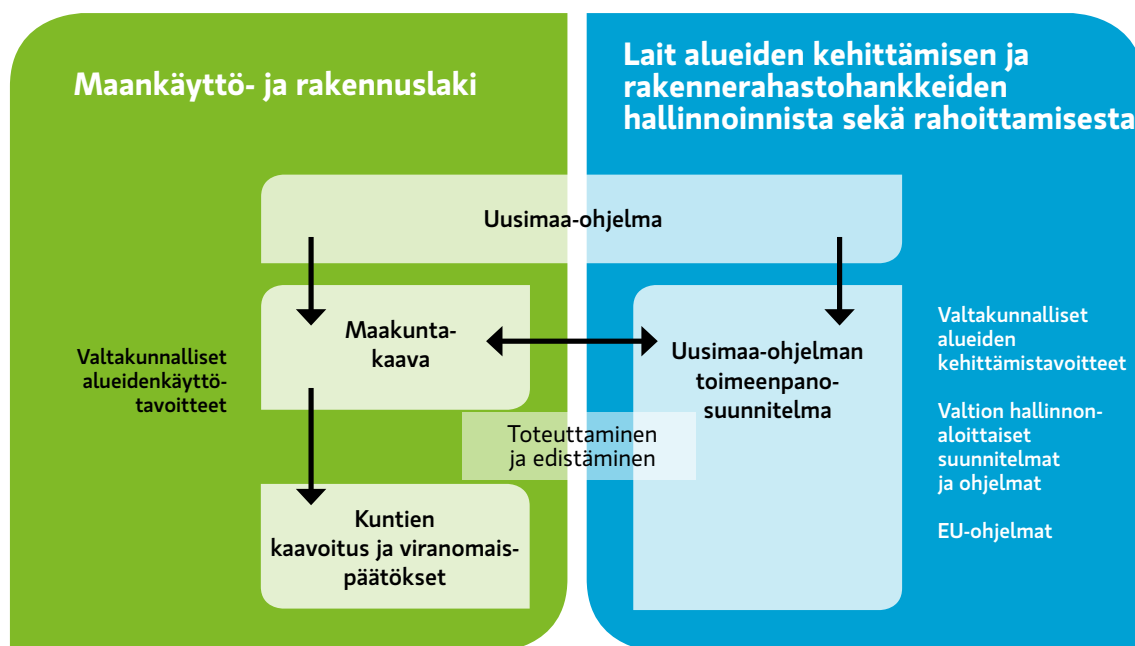 Maankäyttö- ja rakennuslaki
Lait alueiden kehittämisen ja
rakennerahastohankkeiden
hallinnoinnista sekä rahoittamisesta
Uusimaa-ohjelma
Valtakunnalliset
alueidenkäyttö-
tavoitteet
Maakunta-
kaava
Uusimaa-ohjelman
toimeenpano-
suunnitelma
Toteuttaminen
ja edistäminen
Kuntien
kaavoitus ja viranomais-
päätökset
Valtakunnalliset
alueiden
kehittämistavoitteet
Valtion hallinnon-
aloittaiset
suunnitelmat
ja ohjelmat
EU-ohjelmat